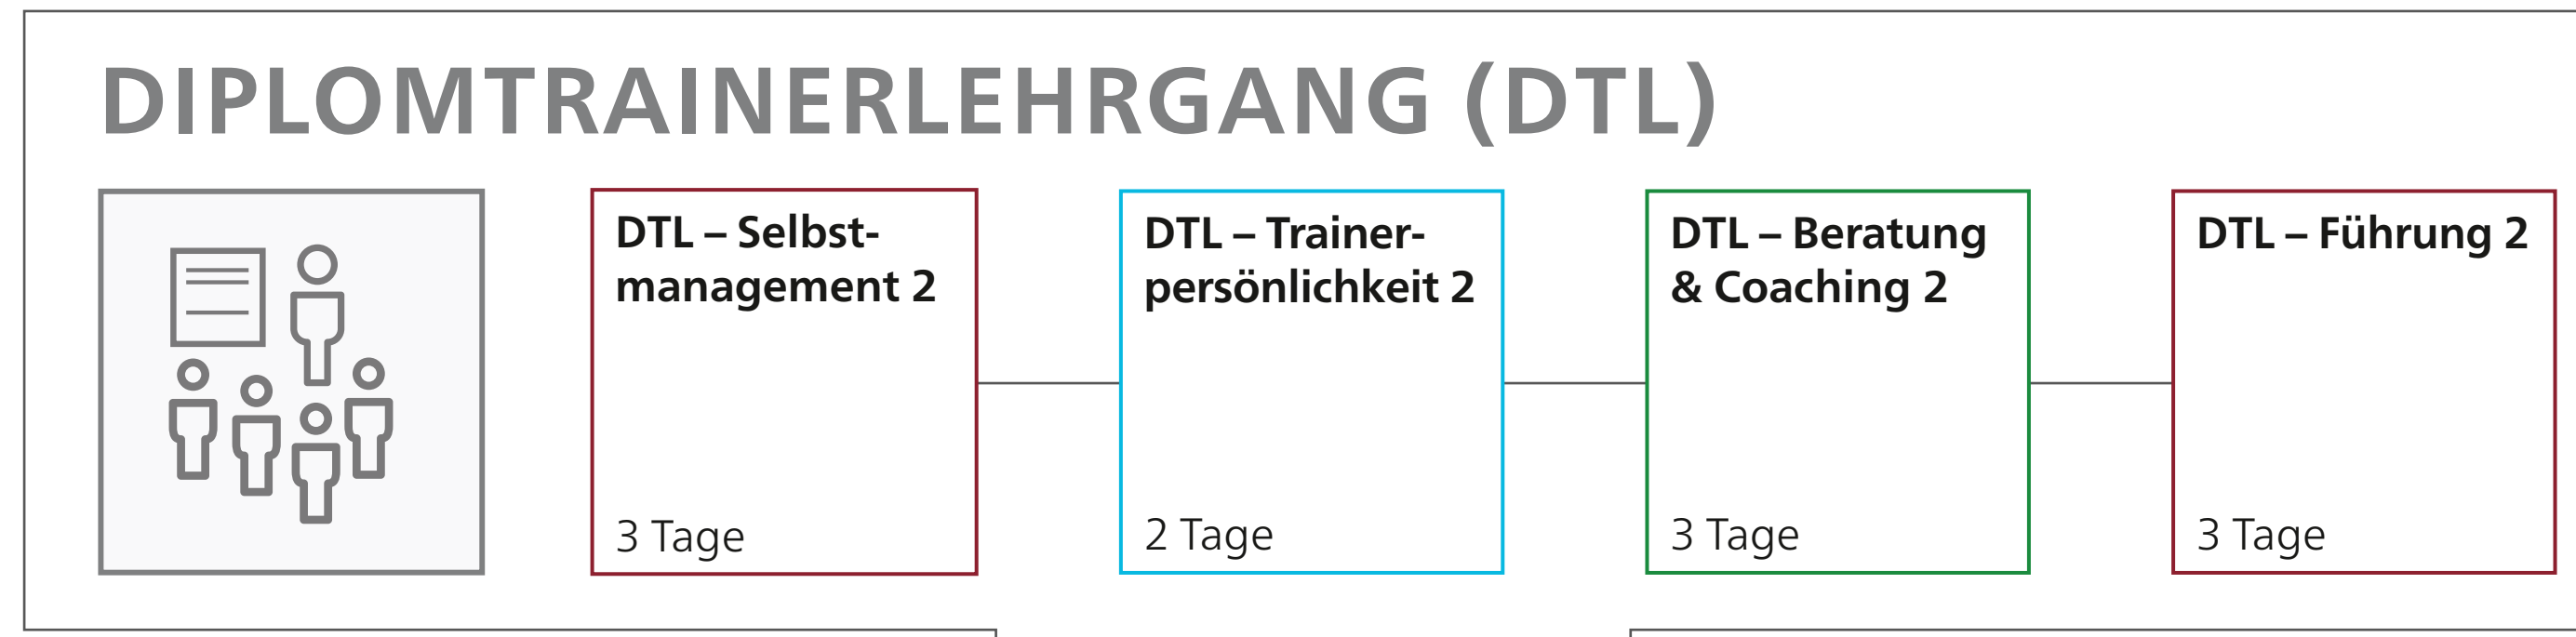 DIPLOMTRAINERLEHRGANG (DTL)
DTL – Selbst-
management 2
3 Tage
DTL – Trainer-
persönlichkeit 2
2 Tage
DTL – Beratung
& Coaching 2
3 Tage
DTL – Führung 2
3 Tage